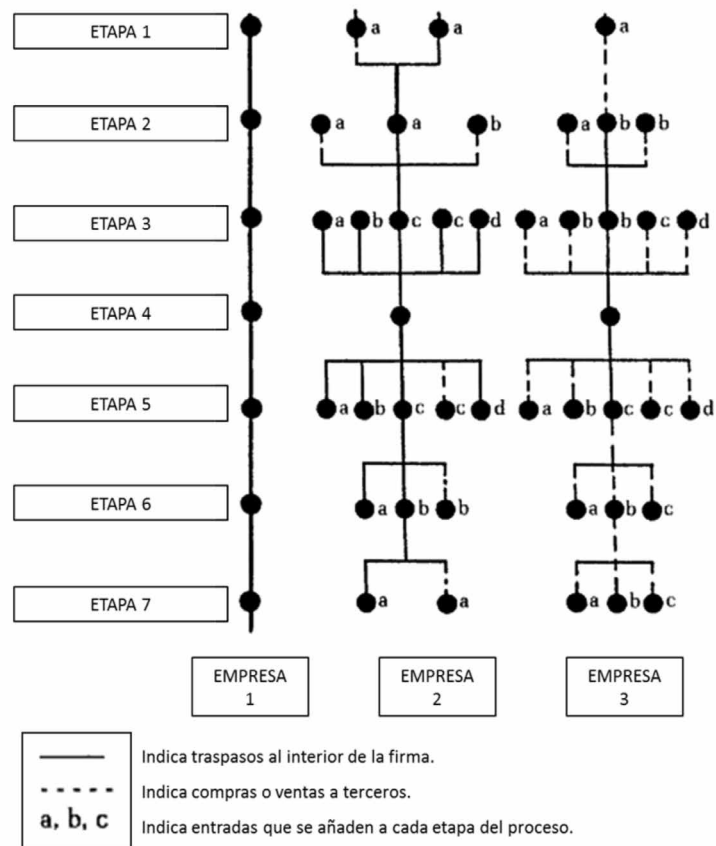 ETAPA 1
a a
a
ETAPA 2
a a b
a b b
ETAPA 3
a b c c d
a b b c d
ETAPA 4
ETAPA 5
a b c c d
a b c c d
ETAPA 6
a b b
a b c
ETAPA 7
a a
a b c
EMPRESA
1
EMPRESA
2
EMPRESA
3
Indica traspasos al interior de la firma.
Indica compras o ventas a terceros.
a, b, c Indica entradas que se añaden a cada etapa del proceso.